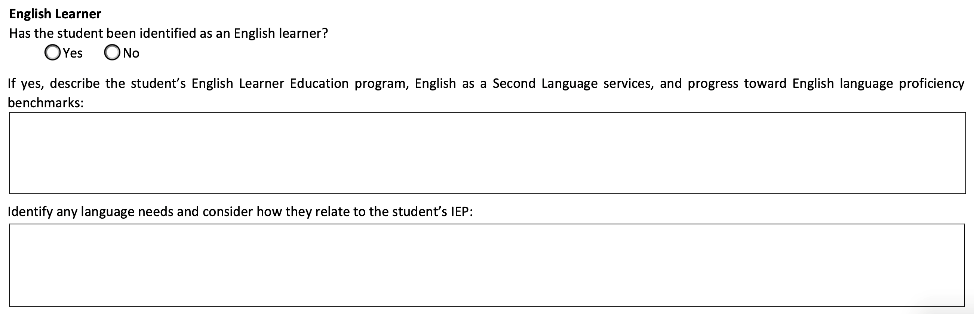 English Learner
Has the student been identified as an English learner?
Yes No
If yes, describe the student's English Learner Education program, English as a Second Language services, and progress toward English language proficiency
benchmarks:
Identify any language needs and consider how they relate to the student's IEP: